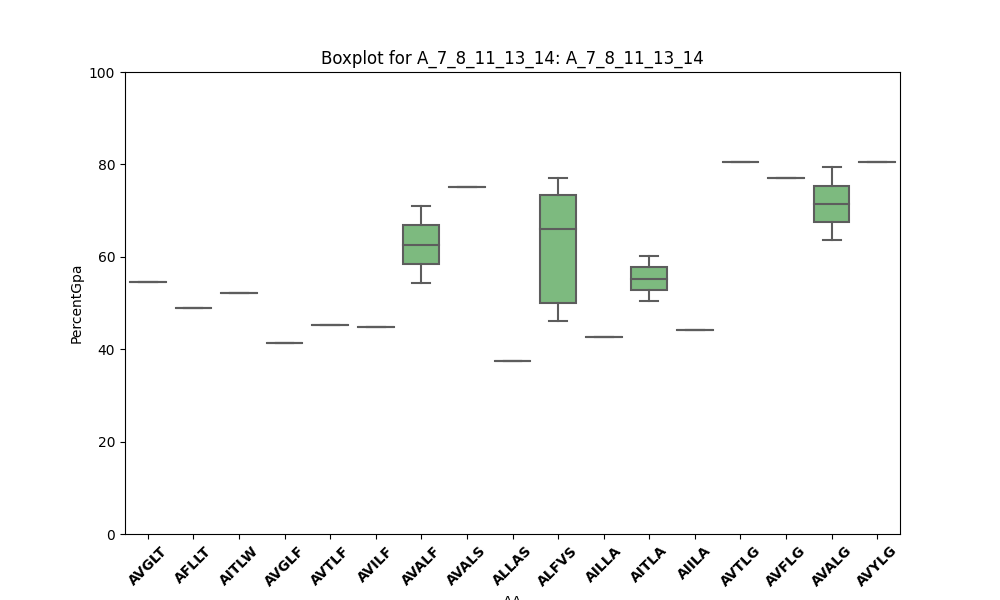 Boxplot for A_7_8_11_13_14: A_7_8_11_13_14
100
80
60
40
20
0
PercentGpa
AVGLT
AFLLT
AITLW
AVGLF
AVTLF
AVILF
AVALF
AVALS
ALLAS
ALFVS
AILLA
AITLA
AIILA
AVTLG
AVFLG
AVALG
AVYLG
AA